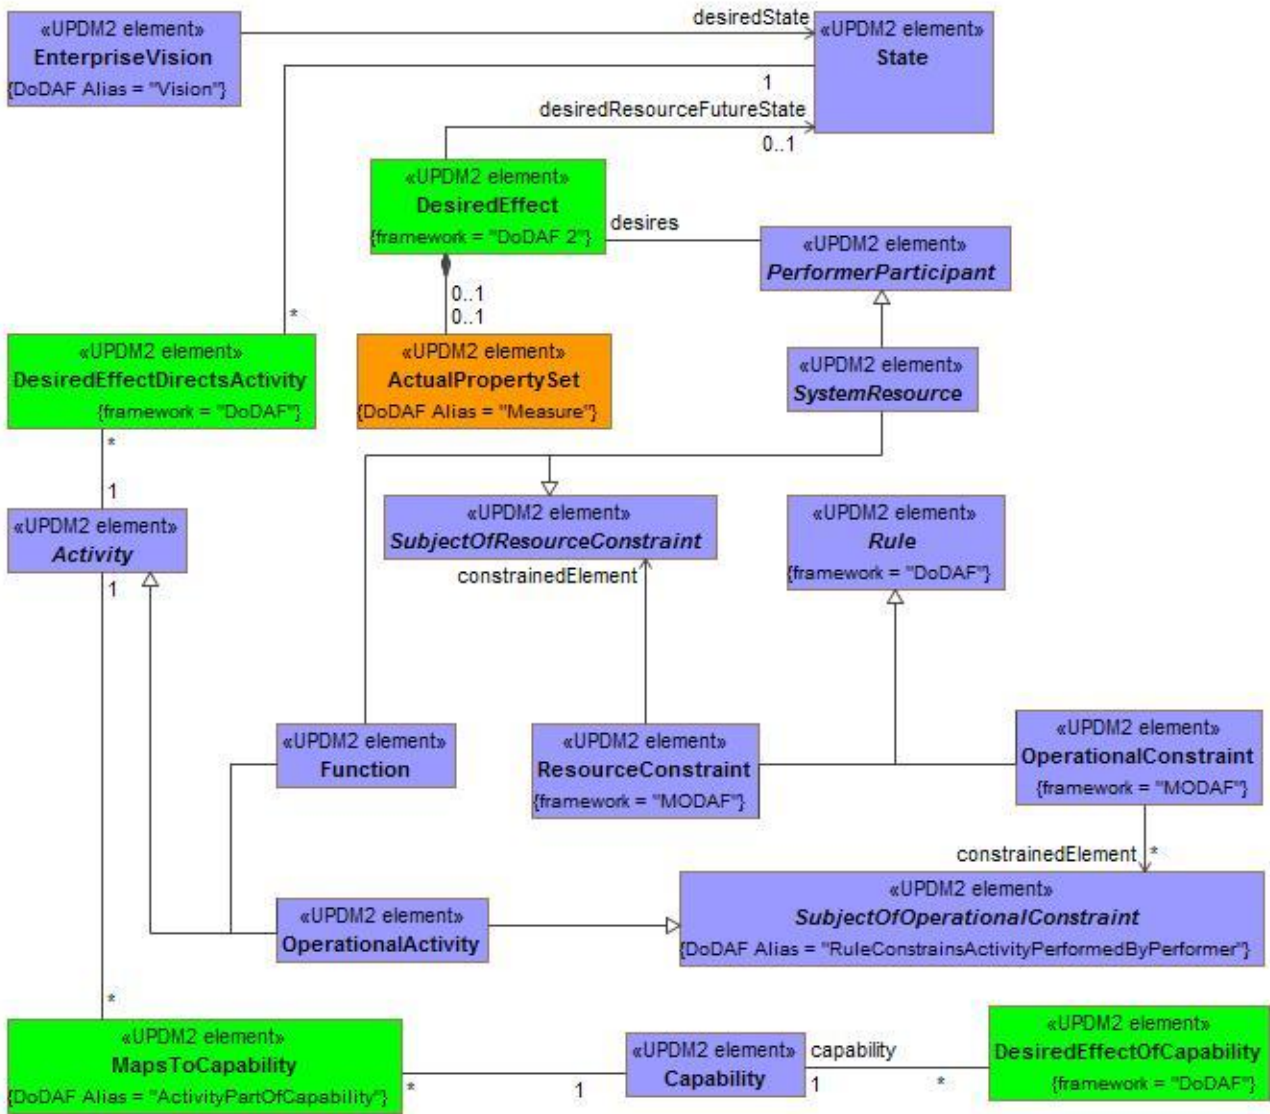 «UPDM2 element»
EnterpriseVision
{DoDAF Alias = "Vision"}
desiredState
«UPDM2 element»
State
1
desiredResourceFutureState
0..1
«UPDM2 element»
DesiredEffect
{framework = "DoDAF 2"}
desires
«UPDM2 element»
PerformerParticipant
0..1
0..1
*
«UPDM2 element»
DesiredEffectDirectsActivity
{framework = "DoDAF"}
«UPDM2 element»
ActualPropertySet
{DoDAF Alias = "Measure"}
«UPDM2 element»
SystemResource
*
1
«UPDM2 element»
Activity
1
«UPDM2 element»
SubjectOfResourceConstraint
constrainedElement
«UPDM2 element»
Rule
{framework = "DoDAF"}
«UPDM2 element»
Function
«UPDM2 element»
ResourceConstraint
{framework = "MODAF"}
«UPDM2 element»
OperationalConstraint
{framework = "MODAF"}
constrainedElement *
«UPDM2 element»
OperationalActivity
«UPDM2 element»
SubjectOfOperationalConstraint
{DoDAF Alias = "RuleConstrainsActivityPerformedByPerformer"}
*
«UPDM2 element»
MapsToCapability
{DoDAF Alias = "ActivityPartOfCapability"}
*
1
«UPDM2 element»
Capability
capability
1
*
«UPDM2 element»
DesiredEffectOfCapability
{framework = "DoDAF"}